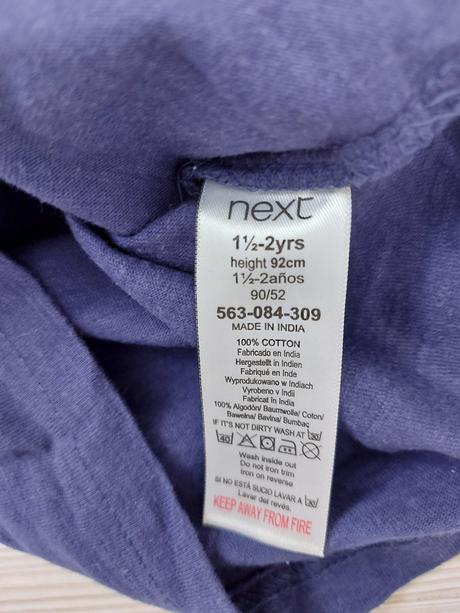 next
1½-2yrs
height 92cm
1½-2años
90/52
563-084-309
MADE IN INDIA
100% COTTON
Fabricado en India
Hergestellt in Indien
Fabriqué en Inde
Wyprodukowano w Indiach
Vyrobeno v Indii
Fabricat în India
100% Algodón/ Baumwolle/ Coton/
Bawełna/ Bavlna/ Bumbac
IF IT'S NOT DIRTY WASH AT 30
40
Wash inside out
Do not iron trim
Iron on reverse
SI NO ESTÁ SUCIO LAVAR A 30
Lavar del revés.
KEEP AWAY FROM FIRE